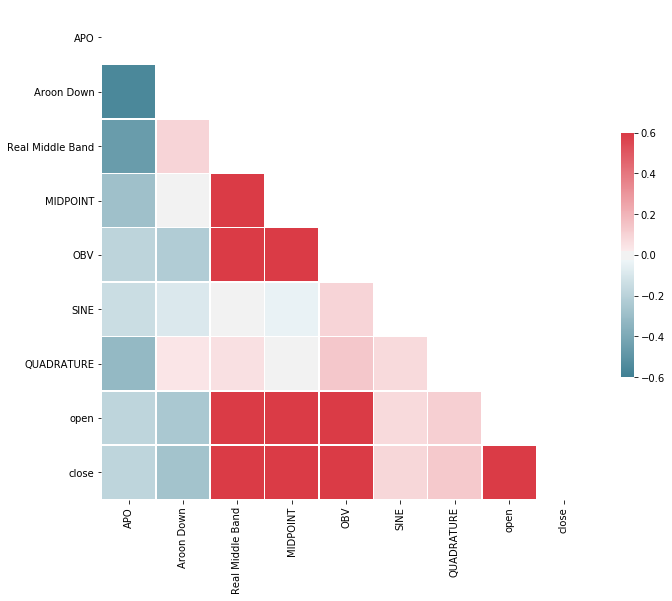 APO
Aroon Down
Real Middle Band
MIDPOINT
OBV
SINE
QUADRATURE
open
close
APO
Aroon Down
Real Middle Band
MIDPOINT
OBV
SINE
QUADRATURE
open
close
0.6
0.4
0.2
0.0
−0.2
−0.4
−0.6